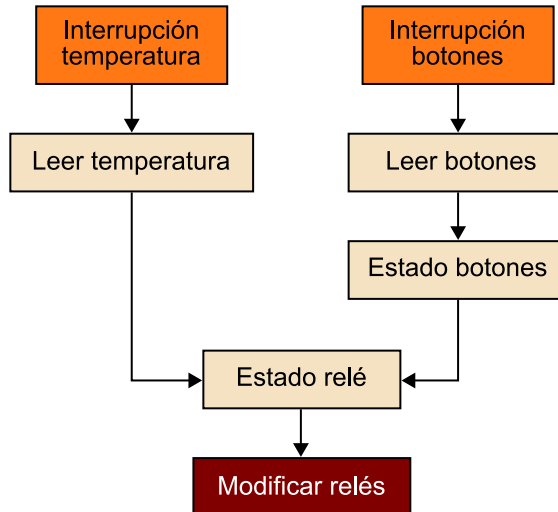 Interrupción
temperatura
Interrupción
botones
Leer temperatura
Leer botones
Estado botones
Estado relé
Modificar relés